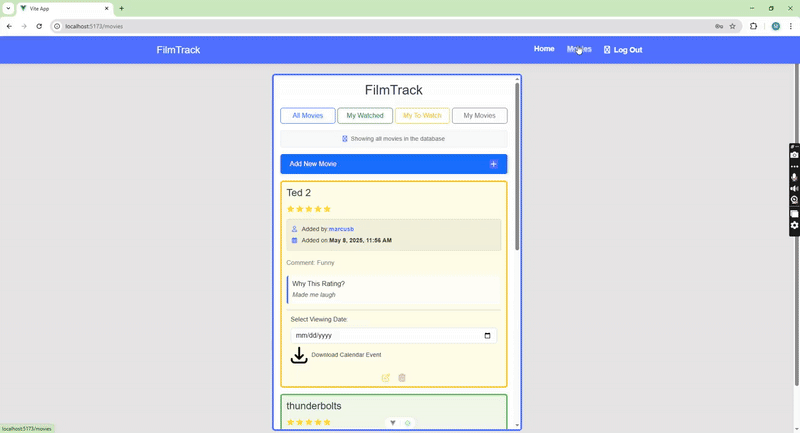 Vite App
localhost:5173/movies
FilmTrack
Home
Movies
Log Out
FilmTrack
All Movies
My Watched
My To Watch
My Movies
Showing all movies in the database
Add New Movie
Ted 2
Added by marcusb
Added on May 8, 2025, 11:56 AM
Comment: Funny
Why This Rating?
Made me laugh
Select Viewing Date:
mm/dd/yyyy
Download Calendar Event
thunderbolts
localhost:5173/movies